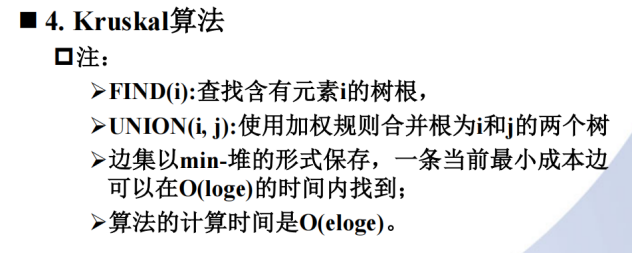 ■ 4. Kruskal算法
注：
➢FIND(i):查找含有元素i的树根，
➢UNION(i, j):使用加权规则合并根为i和j的两个树
➢边集以min-堆的形式保存，一条当前最小成本边
可以在O(loge)的时间内找到；
➢算法的计算时间是O(eloge)。